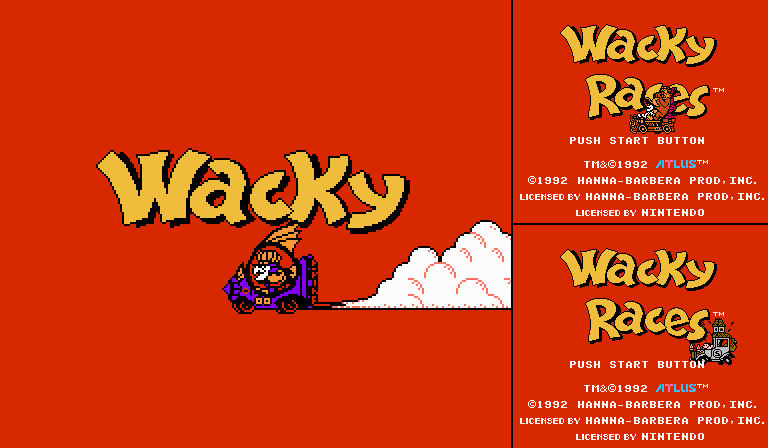 Wacky
Wacky
Races™
PUSH START BUTTON
TM&©1992 ATLUS™
©1992 HANNA-BARBERA PROD,INC.
LICENSED BY HANNA-BARBERA PROD,INC.
LICENSED BY NINTENDO
Wacky
Races™
PUSH START BUTTON
TM&©1992 ATLUS™
©1992 HANNA-BARBERA PROD,INC.
LICENSED BY HANNA-BARBERA PROD,INC.
LICENSED BY NINTENDO